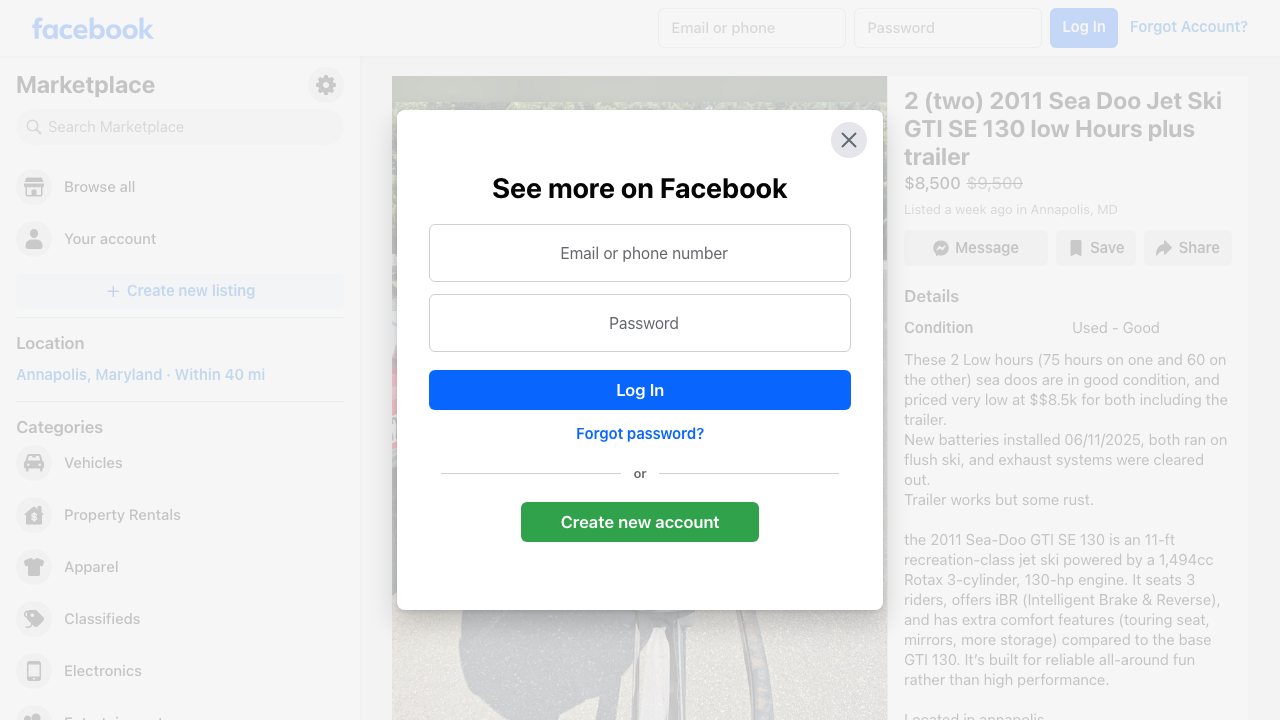 facebook
Email or phone
Password
Log In
Forgot Account?
Marketplace
Search Marketplace
Browse all
Your account
Create new listing
Location
Annapolis, Maryland · Within 40 mi
Categories
Vehicles
Property Rentals
Apparel
Classifieds
Electronics
Entertainment
See more on Facebook
Email or phone number
Password
Log In
Forgot password?
or
Create new account
2 (two) 2011 Sea Doo Jet Ski
GTI SE 130 low Hours plus
trailer
$8,500 $9,500
Listed a week ago in Annapolis, MD
Message
Save
Share
Details
Condition Used - Good
These 2 Low hours (75 hours on one and 60 on
the other) sea doos are in good condition, and
priced very low at $$8.5k for both including the
trailer.
New batteries installed 06/11/2025, both ran on
flush ski, and exhaust systems were cleared
out.
Trailer works but some rust.
the 2011 Sea-Doo GTI SE 130 is an 11-ft
recreation-class jet ski powered by a 1,494cc
Rotax 3-cylinder, 130-hp engine. It seats 3
riders, offers iBR (Intelligent Brake & Reverse),
and has extra comfort features (touring seat,
mirrors, more storage) compared to the base
GTI 130. It's built for reliable all-around fun
rather than high performance.
Located in annapolis